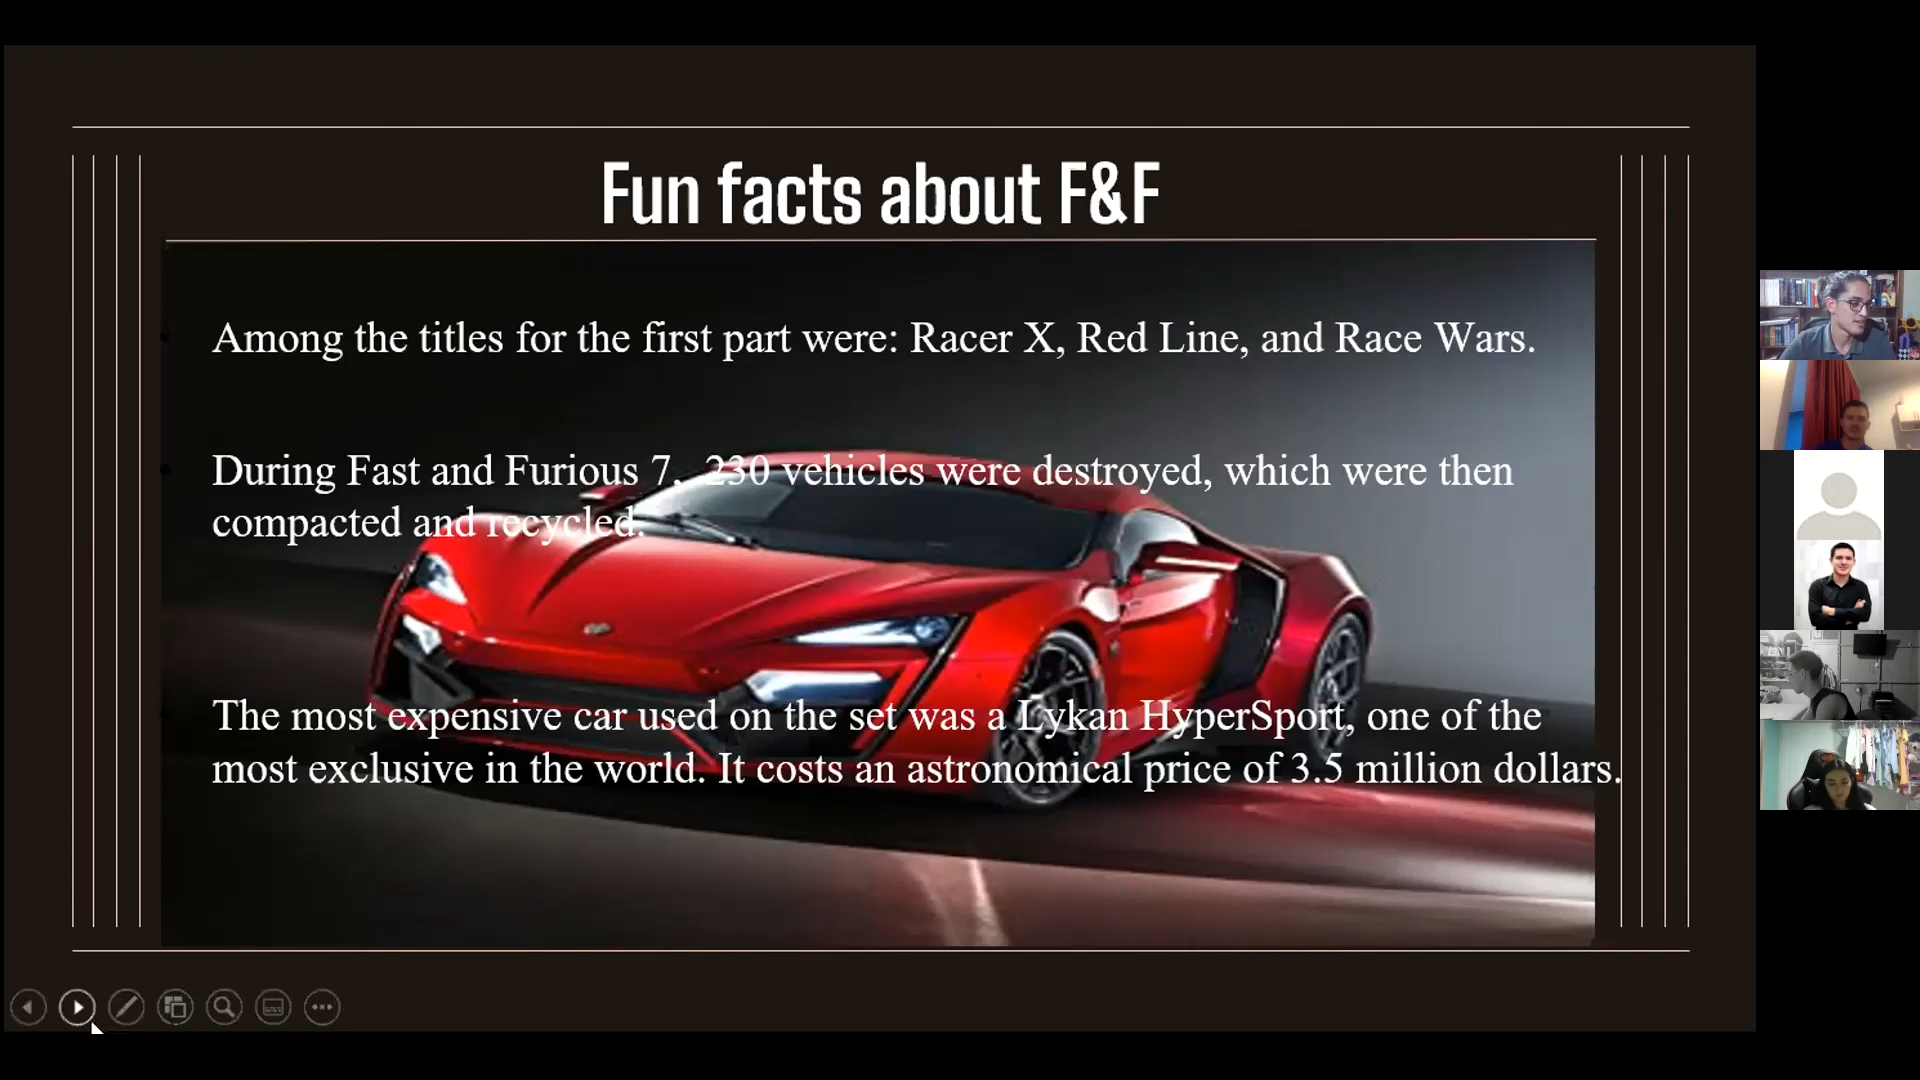 Fun facts about F&F
Among the titles for the first part were: Racer X, Red Line, and Race Wars.
During Fast and Furious 7, 230 vehicles were destroyed, which were then
compacted and recycled.
The most expensive car used on the set was a Lykan HyperSport, one of the
most exclusive in the world. It costs an astronomical price of 3.5 million dollars.